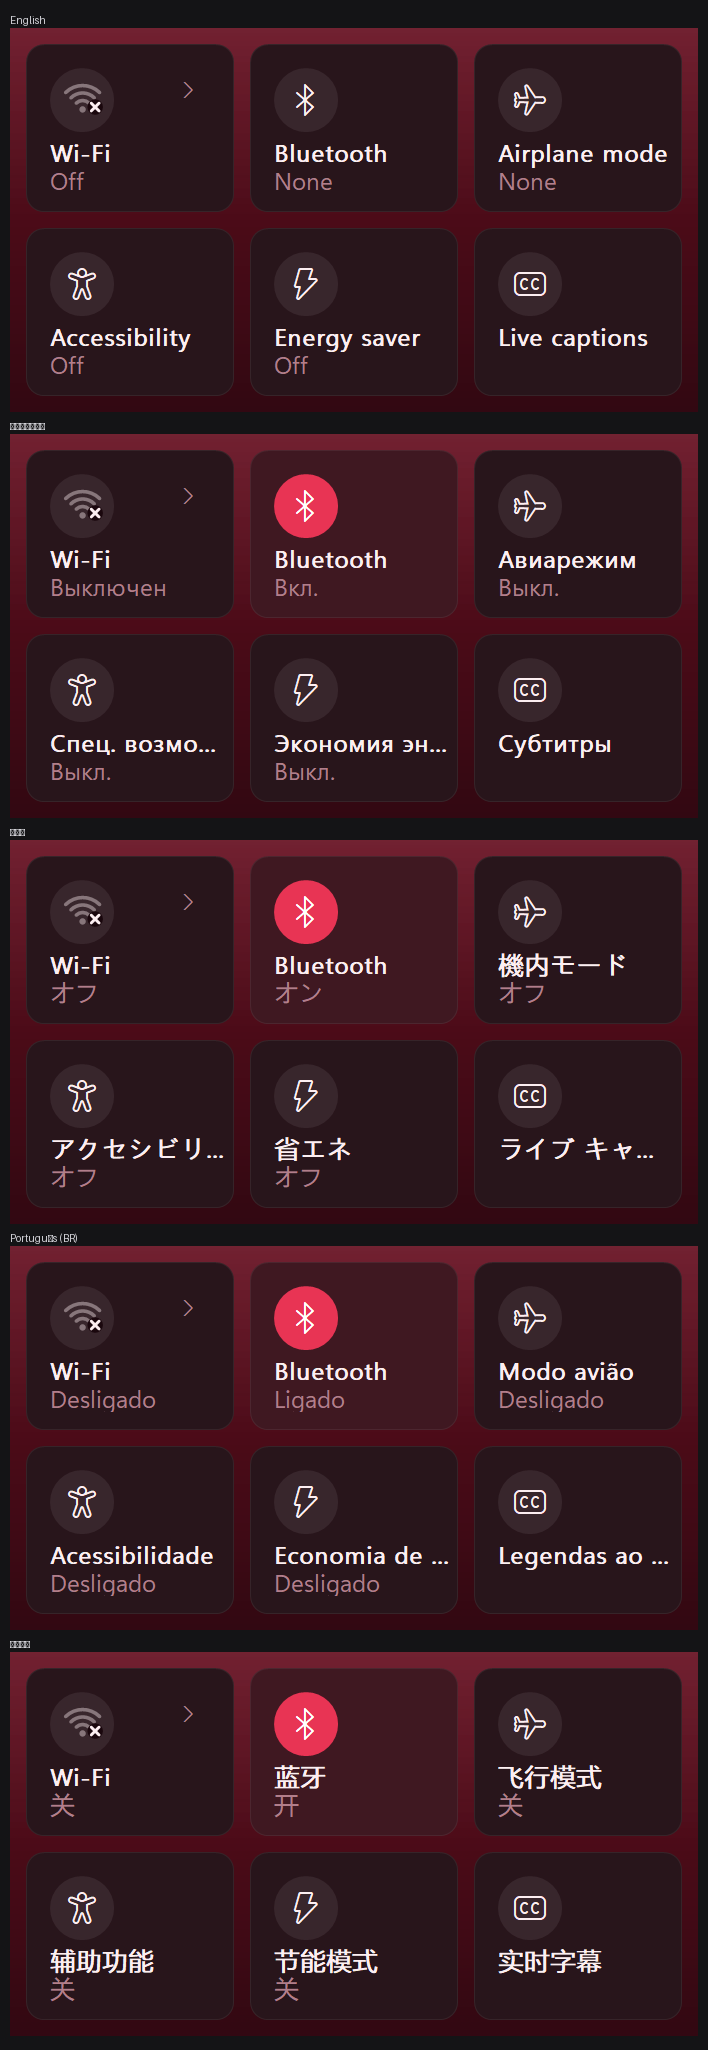 English
Wi-Fi
Off
Bluetooth
None
Airplane mode
None
Accessibility
Off
Energy saver
Off
Live captions
Wi-Fi
Выключен
Bluetooth
Вкл.
Авиарежим
Выкл.
Спец. возмо...
Выкл.
Экономия эн...
Выкл.
Субтитры
Wi-Fi
オフ
Bluetooth
オン
機内モード
オフ
アクセシビリ...
オフ
省エネ
オフ
ライブ キャ...
(BR)
Wi-Fi
Desligado
Bluetooth
Ligado
Modo avião
Desligado
Acessibilidade
Desligado
Economia de ...
Desligado
Legendas ao ...
Wi-Fi
关
蓝牙
开
飞行模式
关
辅助功能
关
节能模式
关
实时字幕